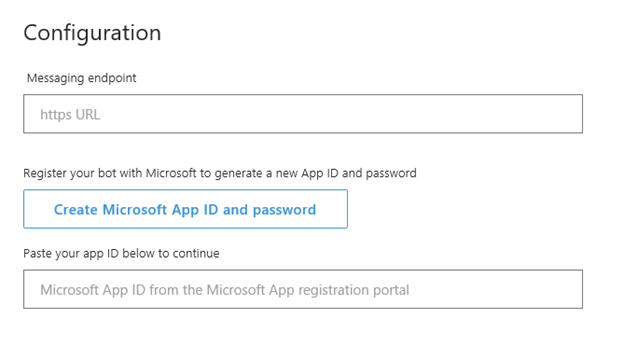 Configuration
Messaging endpoint
https URL
Register your bot with Microsoft to generate a new App ID and password
Create Microsoft App ID and password
Paste your app ID below to continue
Microsoft App ID from the Microsoft App registration portal